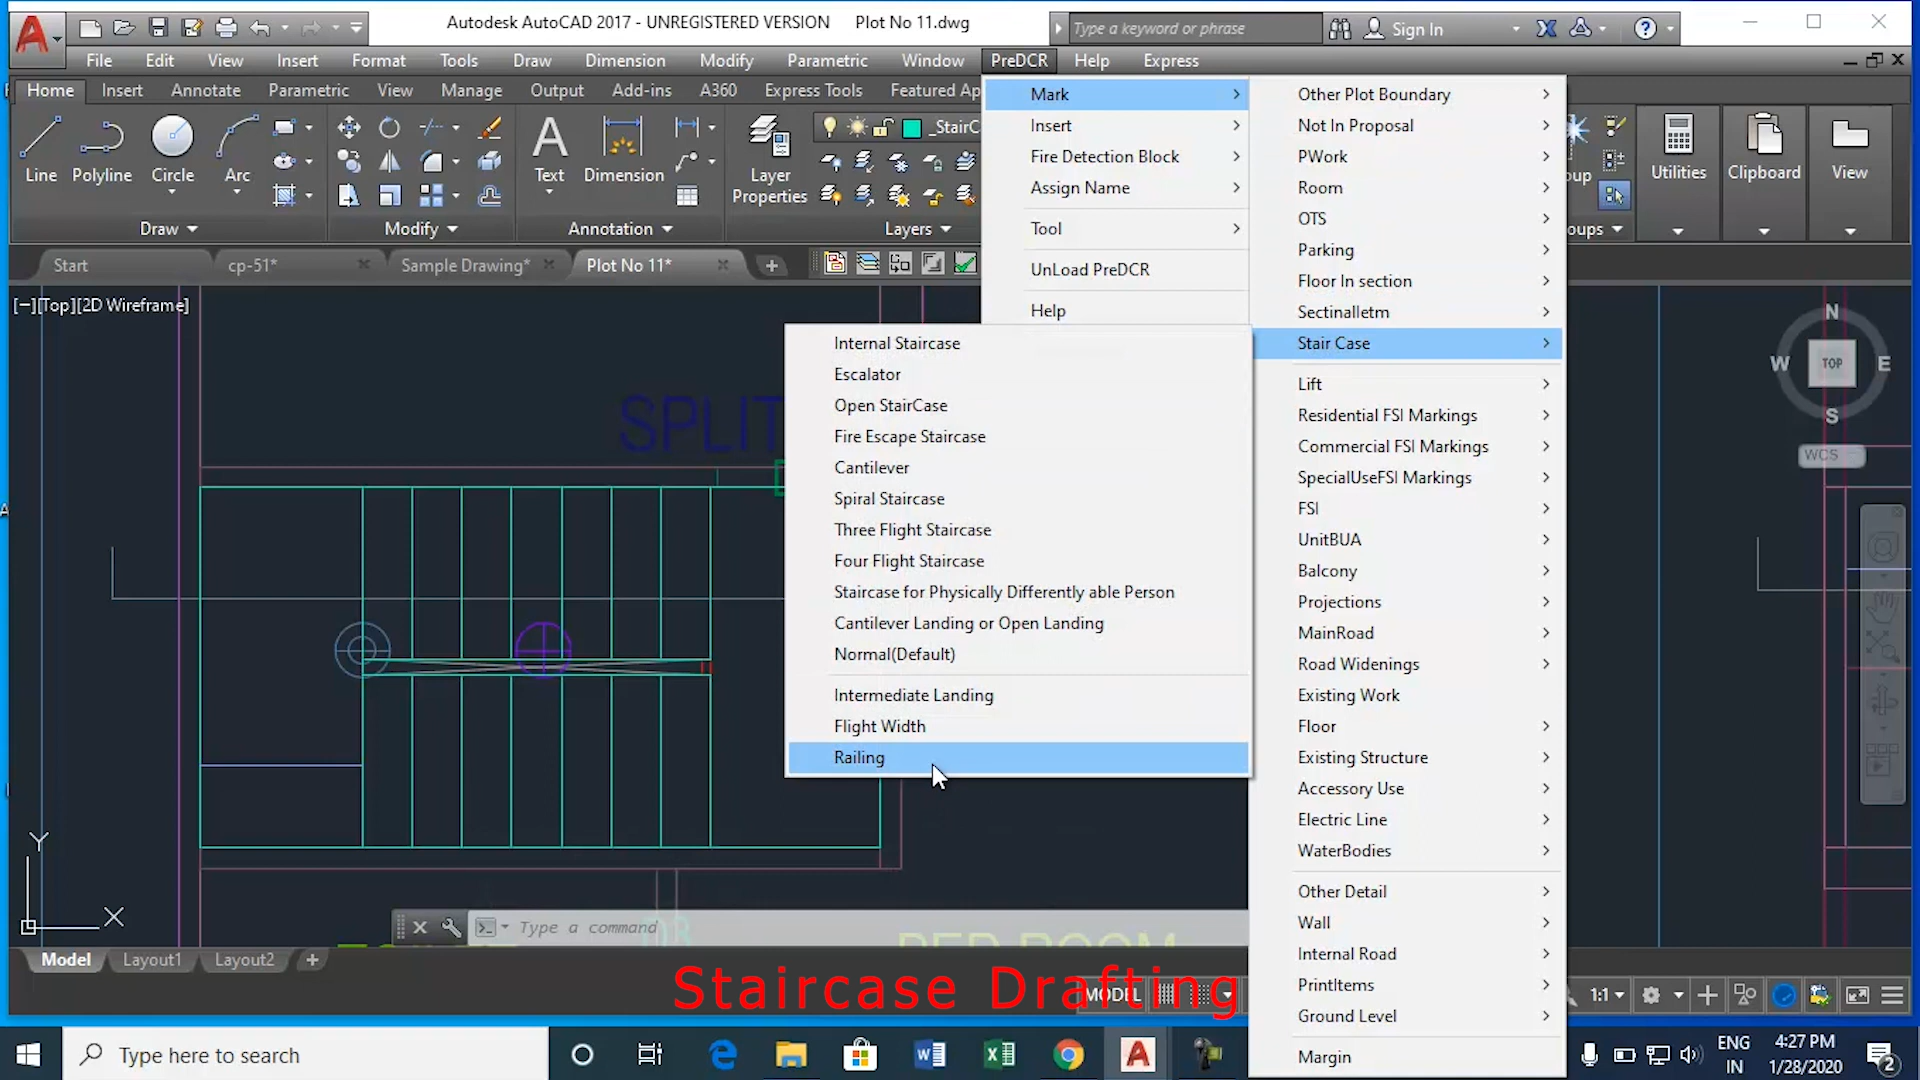 Autodesk AutoCAD 2017 - UNREGISTERED VERSION    Plot No 11.dwg
Type a keyword or phrase
Sign In
File Edit View Insert Format Tools Draw Dimension Modify Parametric Window PreDCR Help Express
Home Insert Annotate Parametric View Manage Output Add-ins A360 Express Tools Featured Ap
Line Polyline Circle Arc
Text Dimension
Layer Properties
_StairC
Utilities Clipboard View
Draw Modify Annotation Layers
oup
oups
Start cp-51* Sample Drawing* Plot No 11*
[−][Top][2D Wireframe]
Mark
Insert
Fire Detection Block
Assign Name
Tool
UnLoad PreDCR
Help
Other Plot Boundary
Not In Proposal
PWork
Room
OTS
Parking
Floor In section
Sectinalletm
Stair Case
Lift
Residential FSI Markings
Commercial FSI Markings
SpecialUseFSI Markings
FSI
UnitBUA
Balcony
Projections
MainRoad
Road Widenings
Existing Work
Floor
Existing Structure
Accessory Use
Electric Line
WaterBodies
Other Detail
Wall
Internal Road
PrintItems
Ground Level
Margin
Internal Staircase
Escalator
Open StairCase
Fire Escape Staircase
Cantilever
Spiral Staircase
Three Flight Staircase
Four Flight Staircase
Staircase for Physically Differently able Person
Cantilever Landing or Open Landing
Normal(Default)
Intermediate Landing
Flight Width
Railing
SPLIT
N
W TOP E
S
WCS
Y
X
Type a command
BED ROOM
Model Layout1 Layout2
Staircase Drafting
MODEL
1:1
Type here to search
ENG
IN
4:27 PM
1/28/2020
2